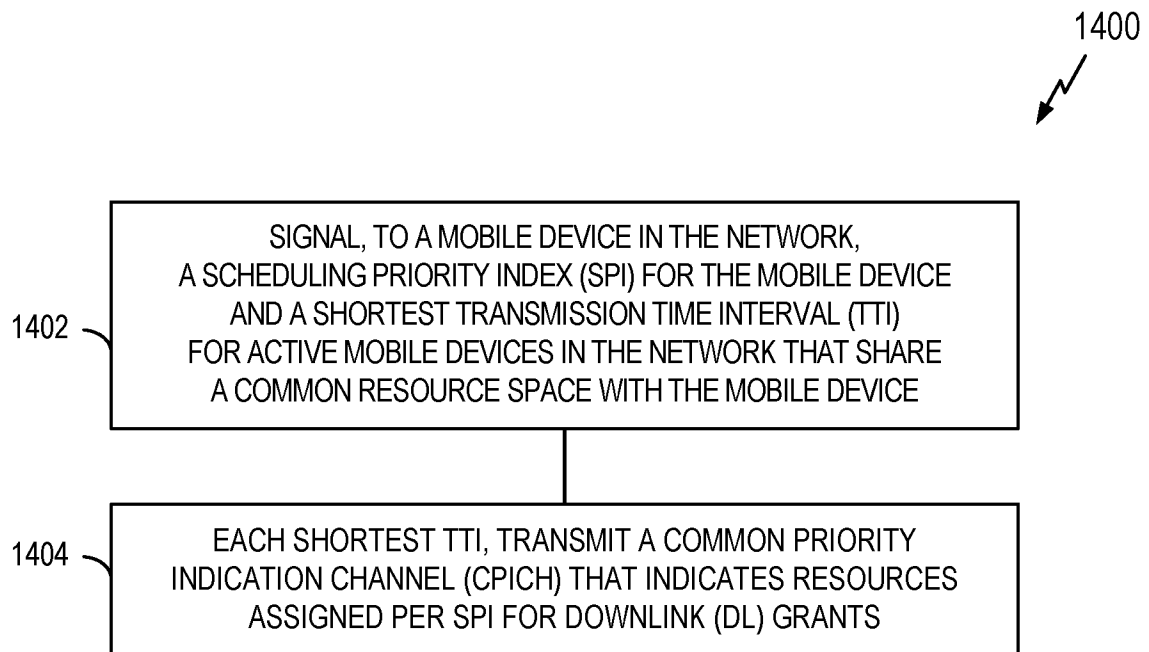 1400
1402
SIGNAL, TO A MOBILE DEVICE IN THE NETWORK,
A SCHEDULING PRIORITY INDEX (SPI) FOR THE MOBILE DEVICE
AND A SHORTEST TRANSMISSION TIME INTERVAL (TTI)
FOR ACTIVE MOBILE DEVICES IN THE NETWORK THAT SHARE
A COMMON RESOURCE SPACE WITH THE MOBILE DEVICE
1404
EACH SHORTEST TTI, TRANSMIT A COMMON PRIORITY
INDICATION CHANNEL (CPICH) THAT INDICATES RESOURCES
ASSIGNED PER SPI FOR DOWNLINK (DL) GRANTS